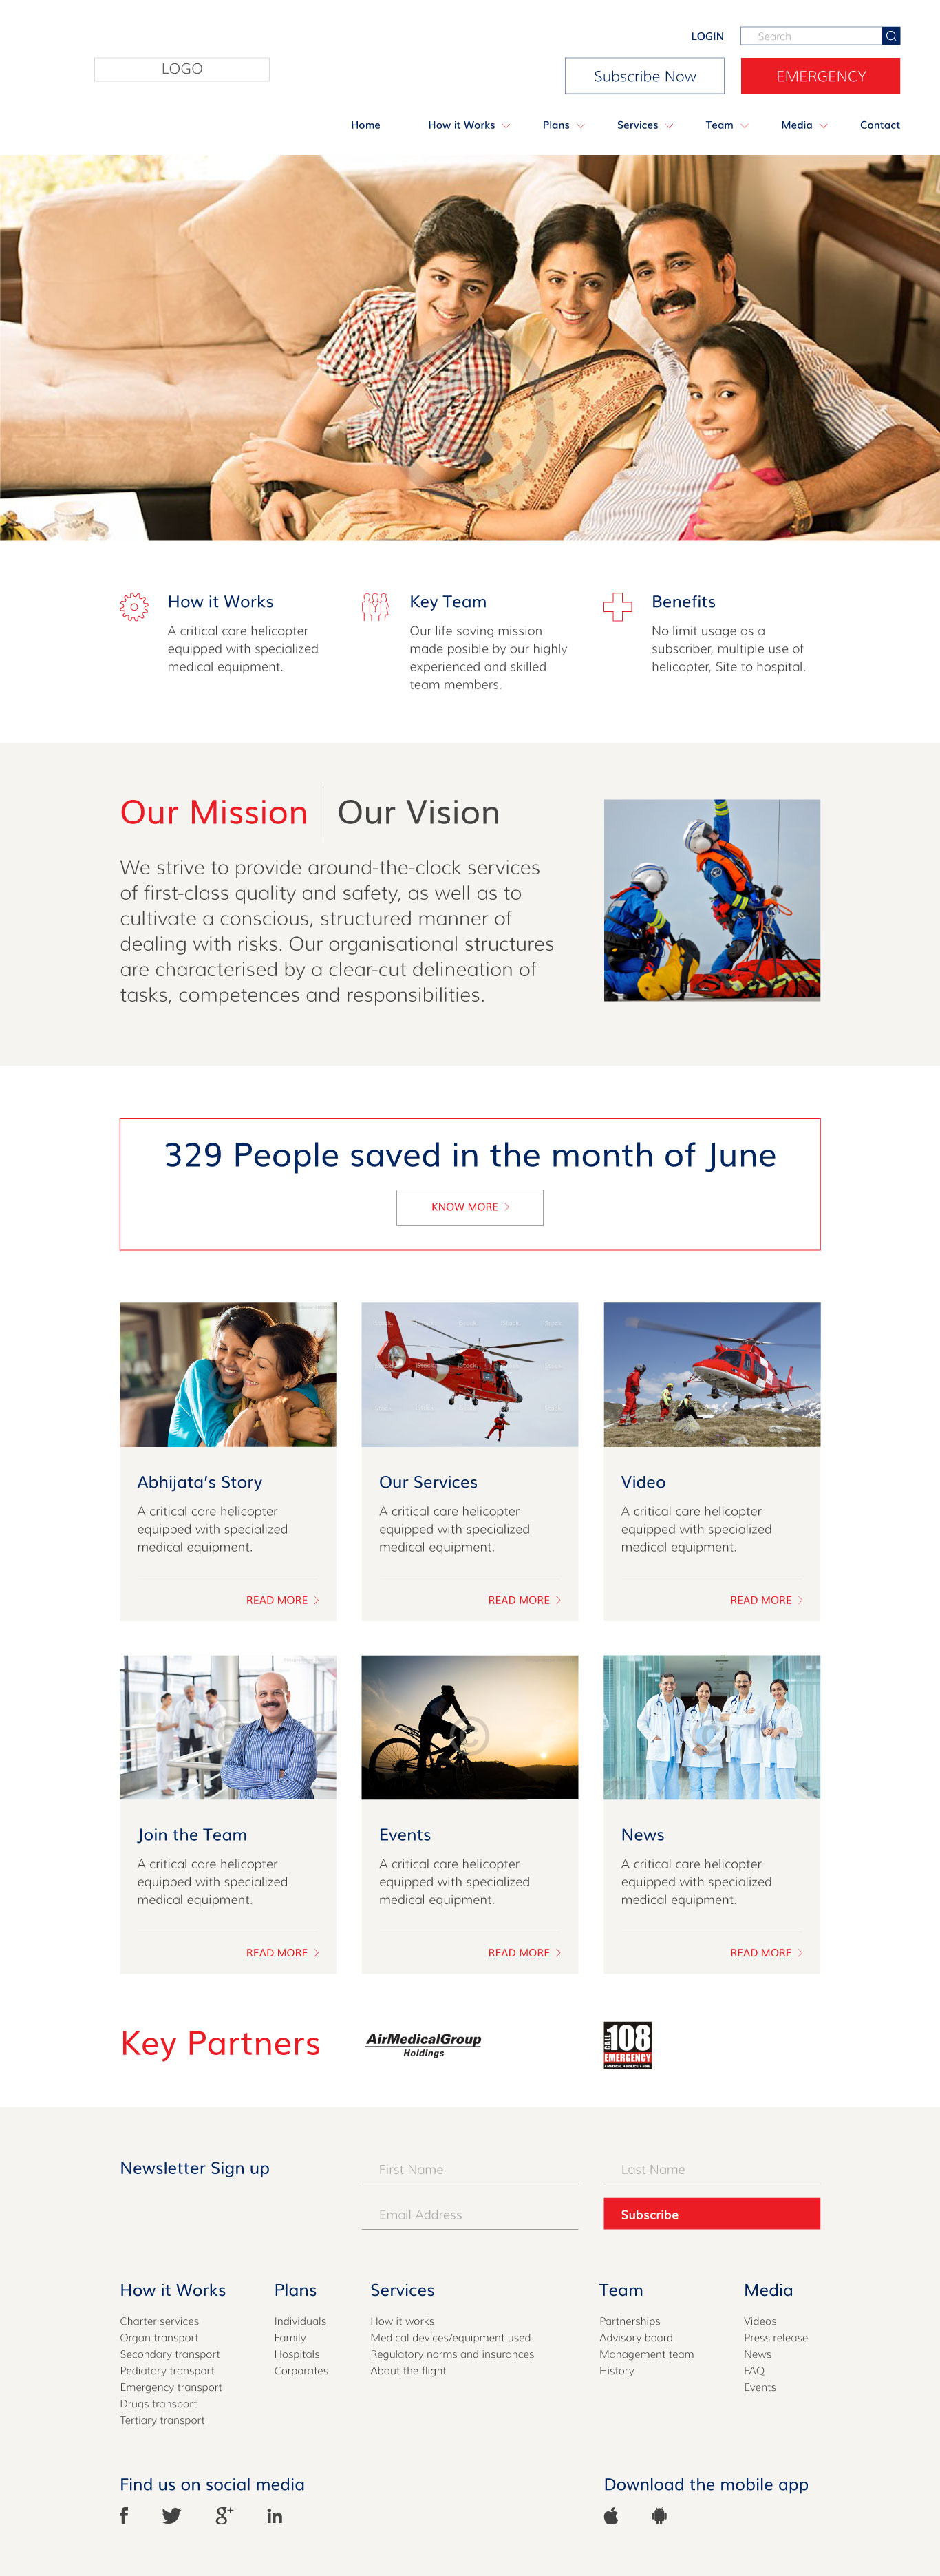 LOGIN
Search
LOGO
Subscribe Now
EMERGENCY
Home
How it Works
Plans
Services
Team
Media
Contact
How it Works
A critical care helicopter
equipped with specialized
medical equipment.
Key Team
Our life saving mission
made posible by our highly
experienced and skilled
team members.
Benefits
No limit usage as a
subscriber, multiple use of
helicopter, Site to hospital.
Our Mission
Our Vision
We strive to provide around-the-clock services
of first-class quality and safety, as well as to
cultivate a conscious, structured manner of
dealing with risks. Our organisational structures
are characterised by a clear-cut delineation of
tasks, competences and responsibilities.
329 People saved in the month of June
KNOW MORE
Abhijata's Story
A critical care helicopter
equipped with specialized
medical equipment.
READ MORE
iStock
Our Services
A critical care helicopter
equipped with specialized
medical equipment.
READ MORE
Video
A critical care helicopter
equipped with specialized
medical equipment.
READ MORE
Join the Team
A critical care helicopter
equipped with specialized
medical equipment.
READ MORE
Events
A critical care helicopter
equipped with specialized
medical equipment.
READ MORE
News
A critical care helicopter
equipped with specialized
medical equipment.
READ MORE
Key Partners
AirMedicalGroup
Holdings
CALL
108
EMERGENCY
• MEDICAL • POLICE • FIRE
Newsletter Sign up
First Name
Last Name
Email Address
Subscribe
How it Works
Charter services
Organ transport
Secondary transport
Pediatary transport
Emergency transport
Drugs transport
Tertiary transport
Plans
Individuals
Family
Hospitals
Corporates
Services
How it works
Medical devices/equipment used
Regulatory norms and insurances
About the flight
Team
Partnerships
Advisory board
Management team
History
Media
Videos
Press release
News
FAQ
Events
Find us on social media
Download the mobile app